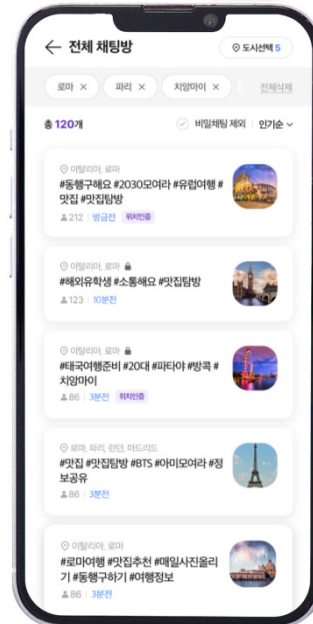 ← 전체 채팅방
도시선택 5
로마 × 파리 × 치앙마이 × 전체삭제
총 120개 비밀채팅 제외 인기순
이탈리아, 로마
#동행구해요 #2030모여라 #유럽여행 #
맛집 #맛집탐방
212 방금전 위치인증
이탈리아, 로마
#해외유학생 #소통해요 #맛집탐방
123 10분전
이탈리아, 로마
#태국여행준비 #20대 #파타야 #방콕 #
치앙마이
86 3분전 위치인증
로마, 파리, 런던, 마드리드
#맛집 #맛집탐방 #BTS #아미모여라 #정
보공유
86 3분전
이탈리아, 로마
#로마여행 #맛집추천 #매일사진올리
기 #동행구하기 #여행정보
86 3분전